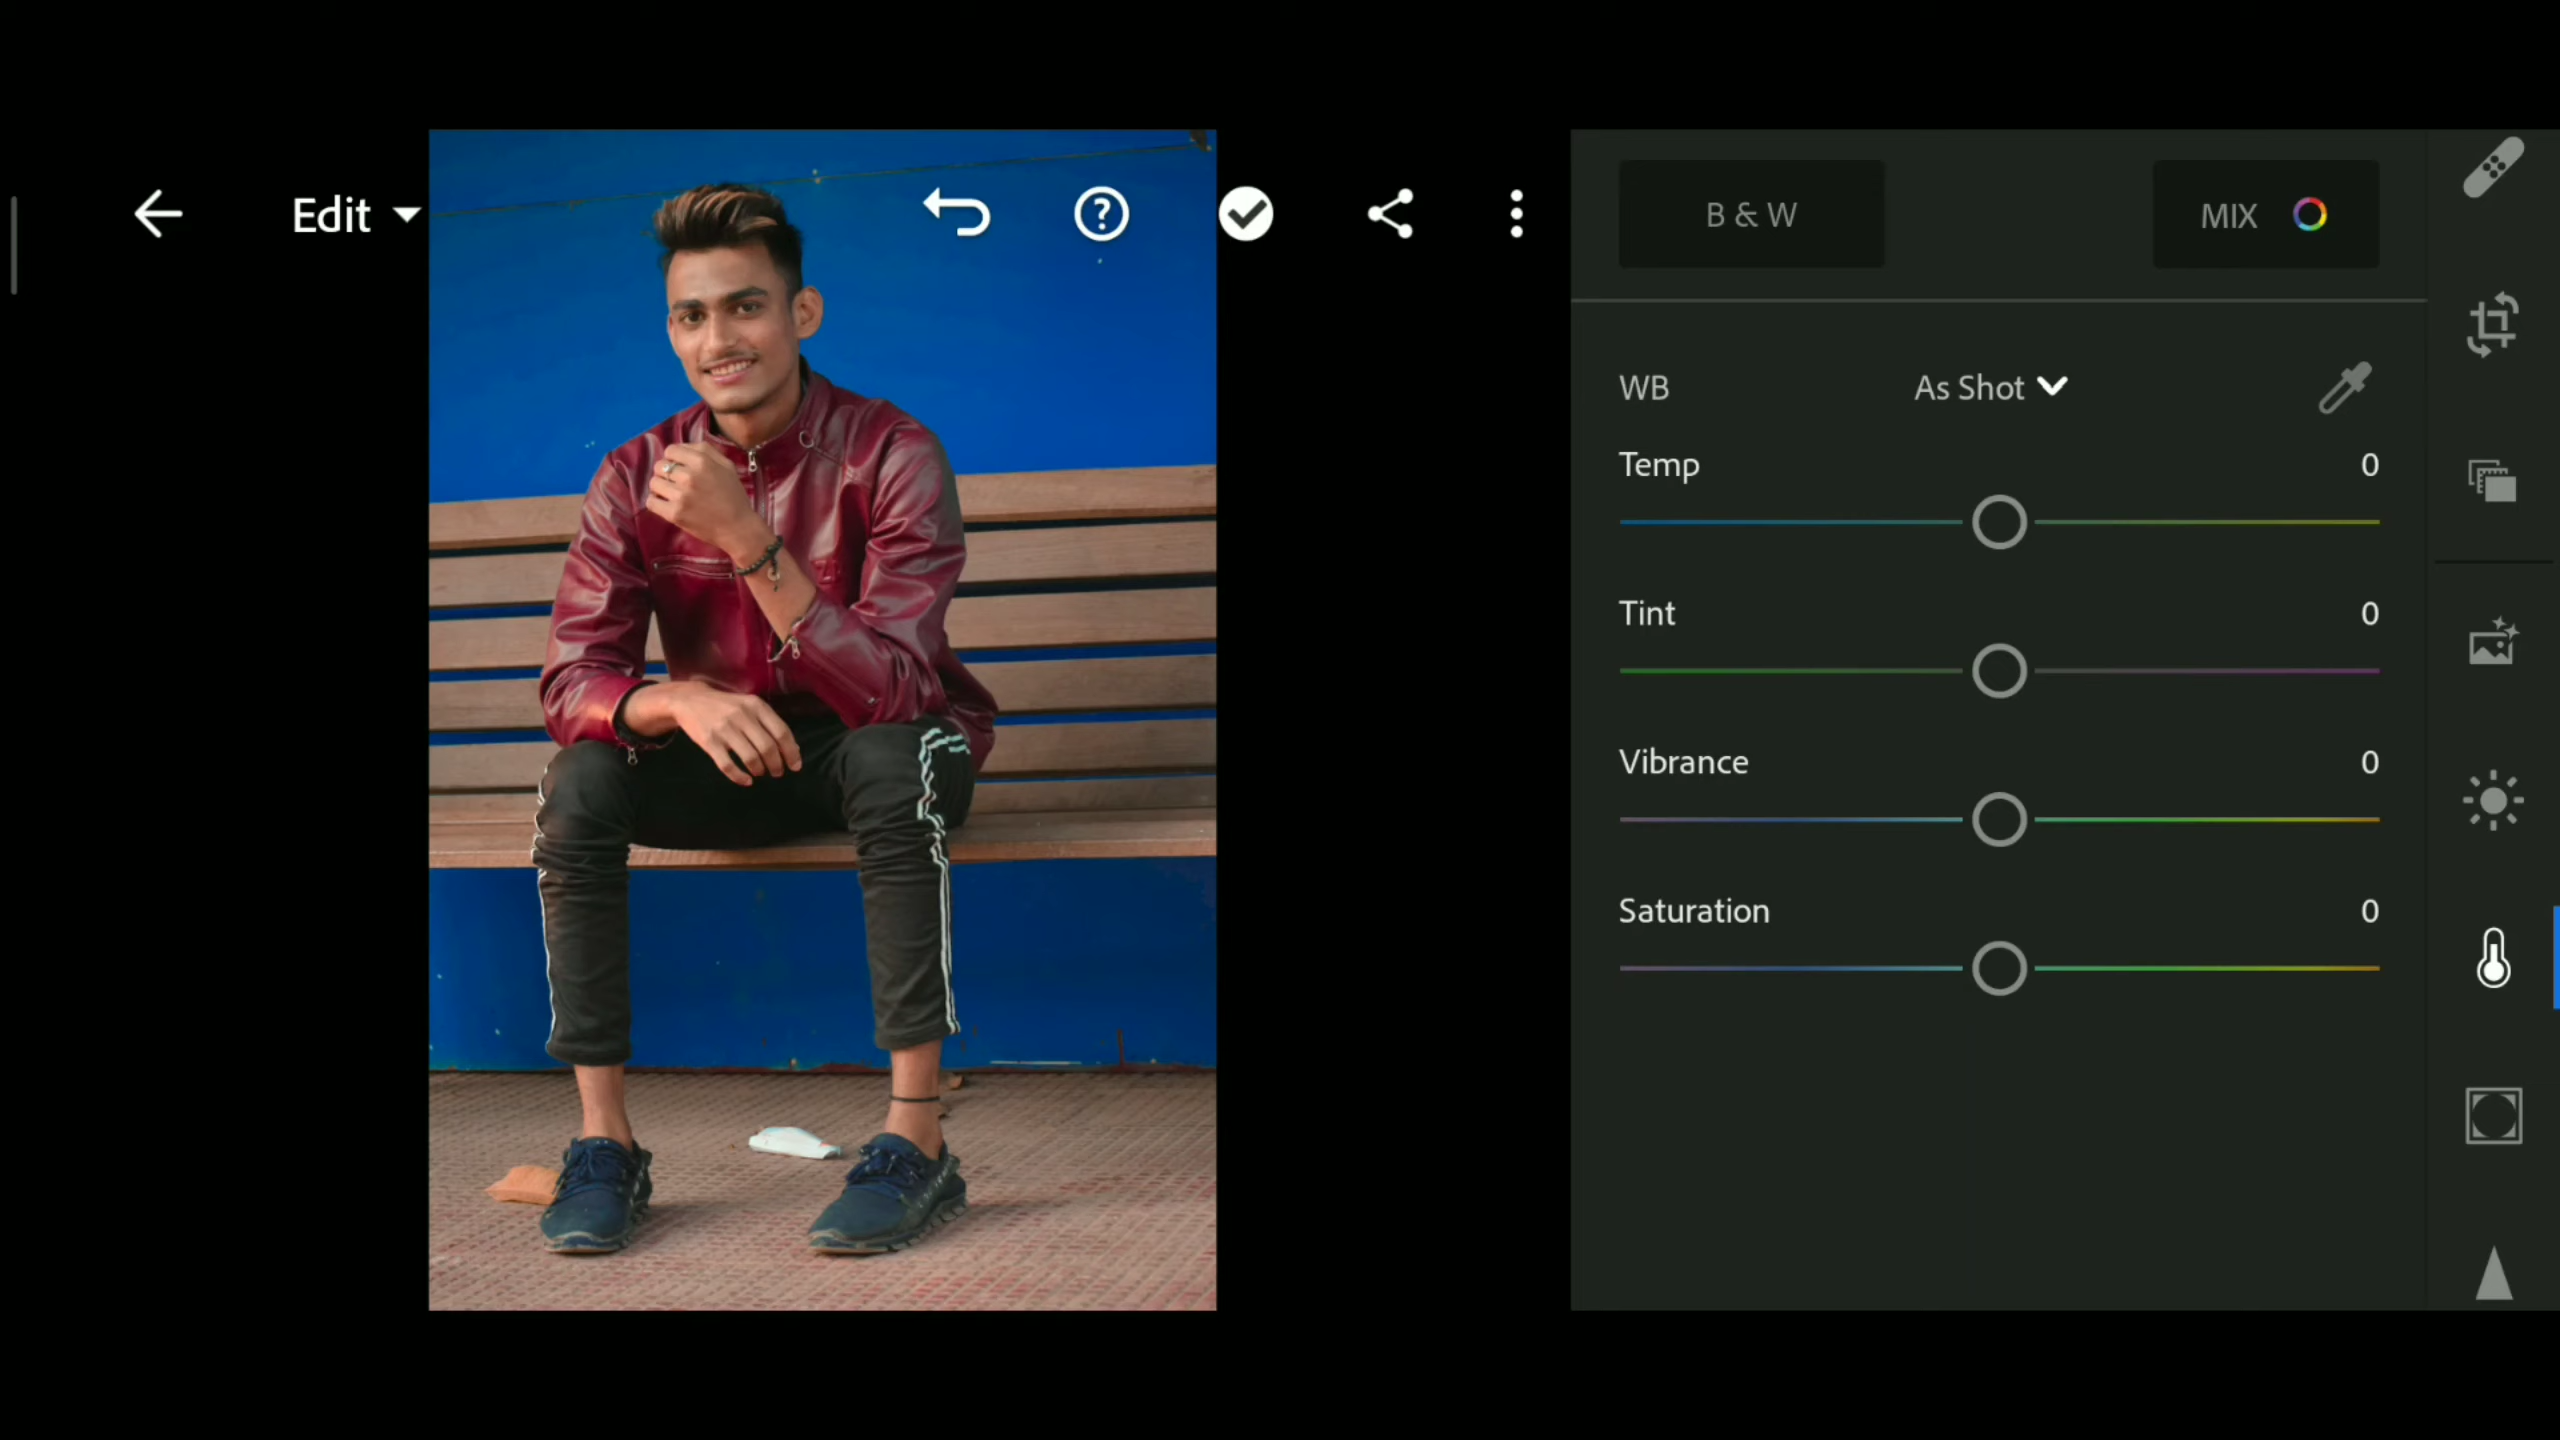 Edit
B & W
MIX
WB As Shot
Temp 0
Tint 0
Vibrance 0
Saturation 0